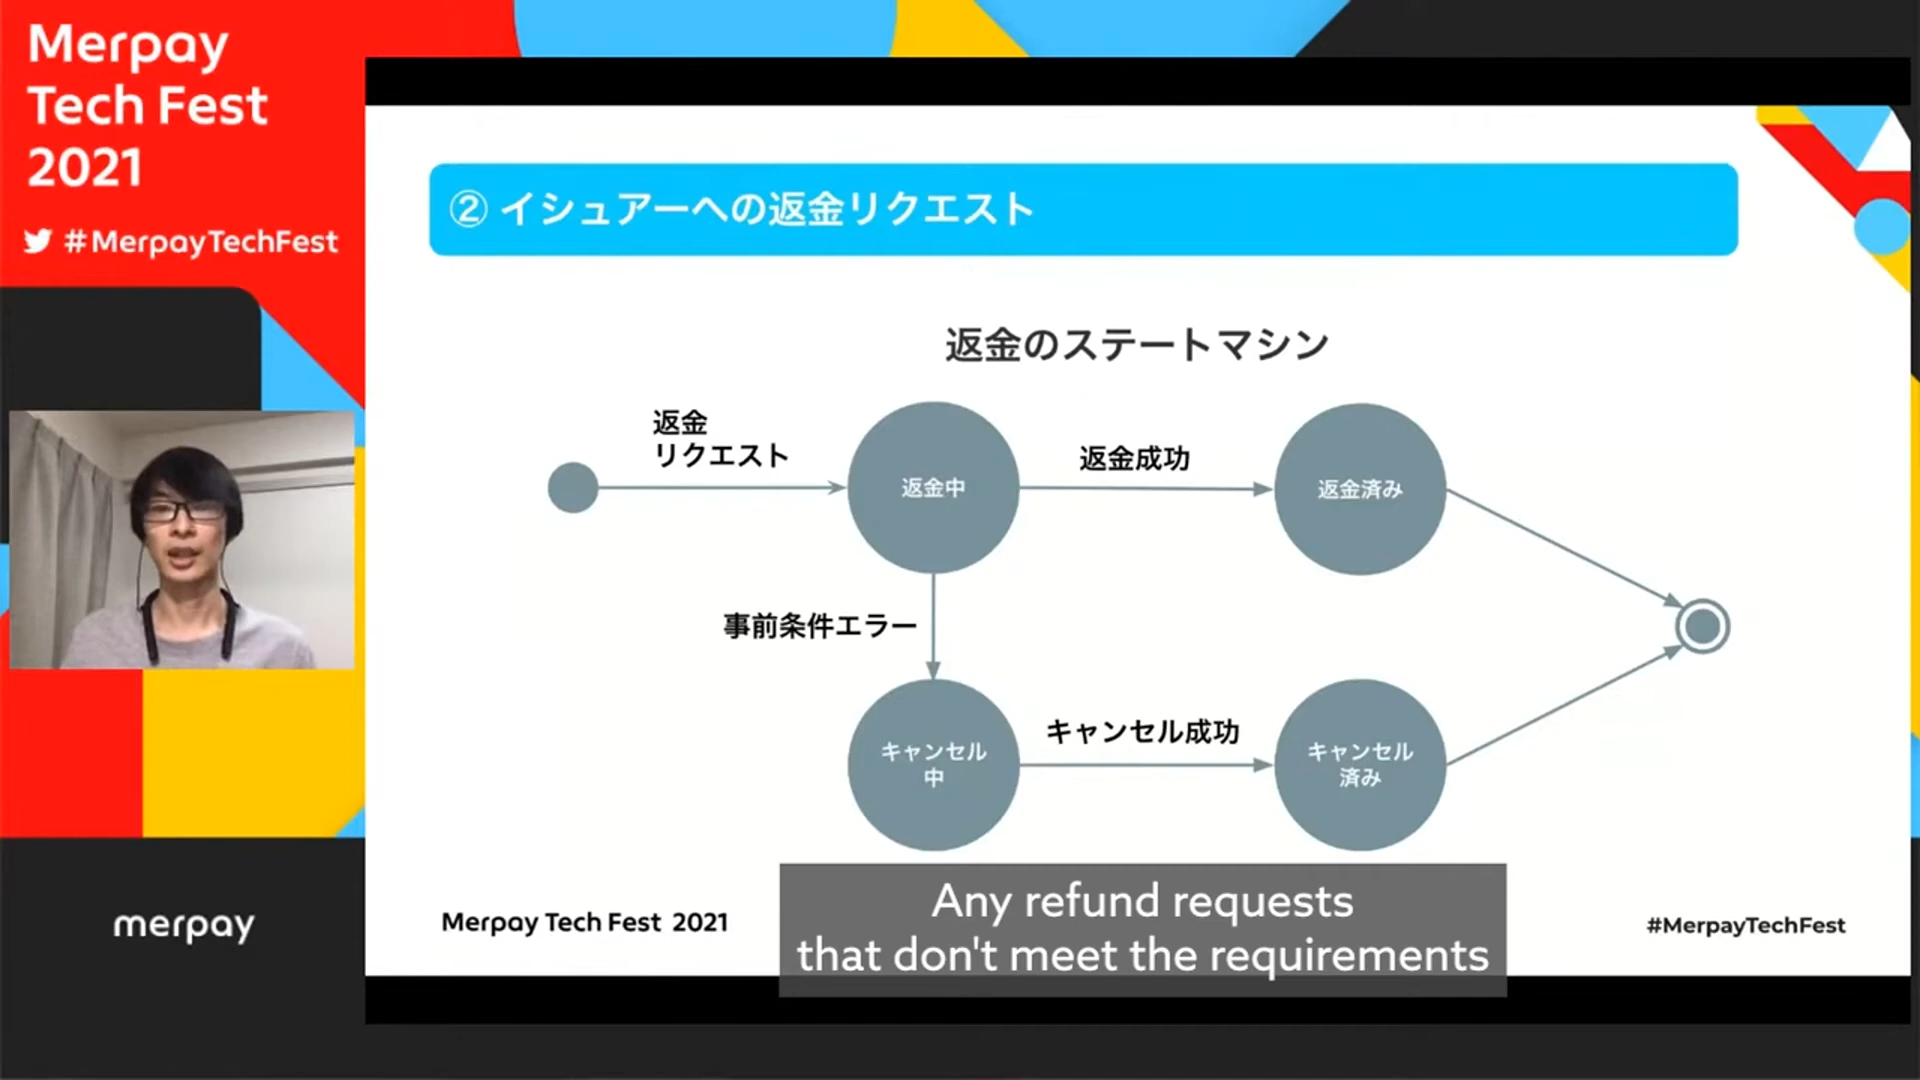 Merpay
Tech Fest
2021
#MerpayTechFest
② イシュアーへの返金リクエスト
返金のステートマシン
返金
リクエスト
返金中
返金成功
返金済み
事前条件エラー
キャンセル
中
キャンセル成功
キャンセル
済み
Any refund requests
that don't meet the requirements
merpay
Merpay Tech Fest 2021
#MerpayTechFest